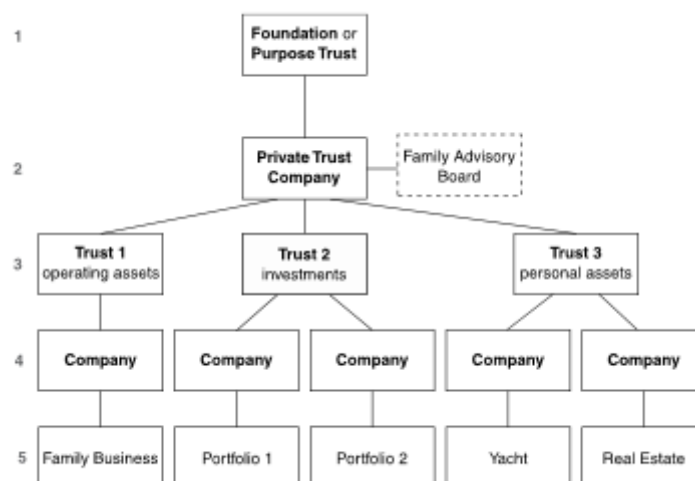 1
Foundation or
Purpose Trust
2
Private Trust
Company
Family Advisory
Board
3
Trust 1
operating assets
Trust 2
investments
Trust 3
personal assets
4
Company
Company
Company
Company
Company
5
Family Business
Portfolio 1
Portfolio 2
Yacht
Real Estate